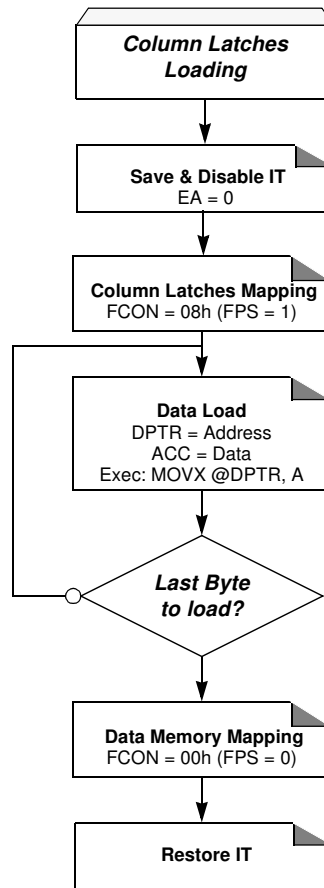 Column Latches
Loading
Save & Disable IT
EA = 0
Column Latches Mapping
FCON = 08h (FPS = 1)
Data Load
DPTR = Address
ACC = Data
Exec: MOVX @DPTR, A
Last Byte
to load?
Data Memory Mapping
FCON = 00h (FPS = 0)
Restore IT